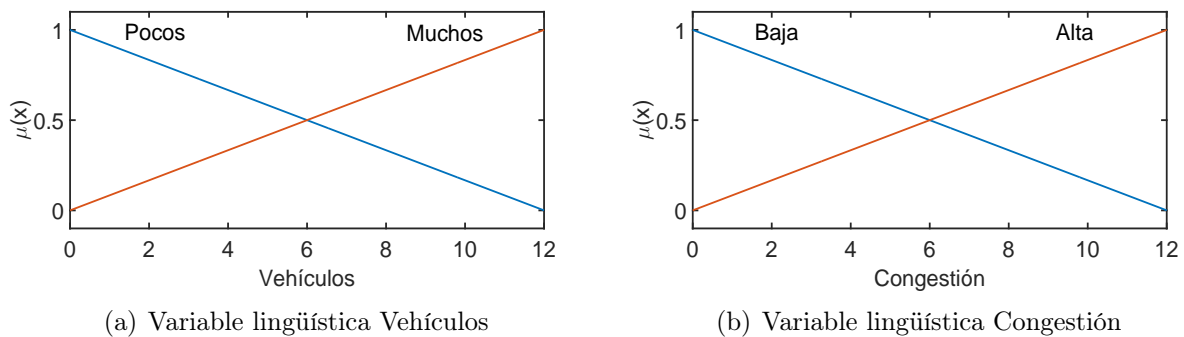 Pocos Muchos
1
0.5
0
μ(x)
0 2 4 6 8 10 12
Vehículos
(a) Variable lingüística Vehículos
Baja Alta
1
0.5
0
μ(x)
0 2 4 6 8 10 12
Congestión
(b) Variable lingüística Congestión